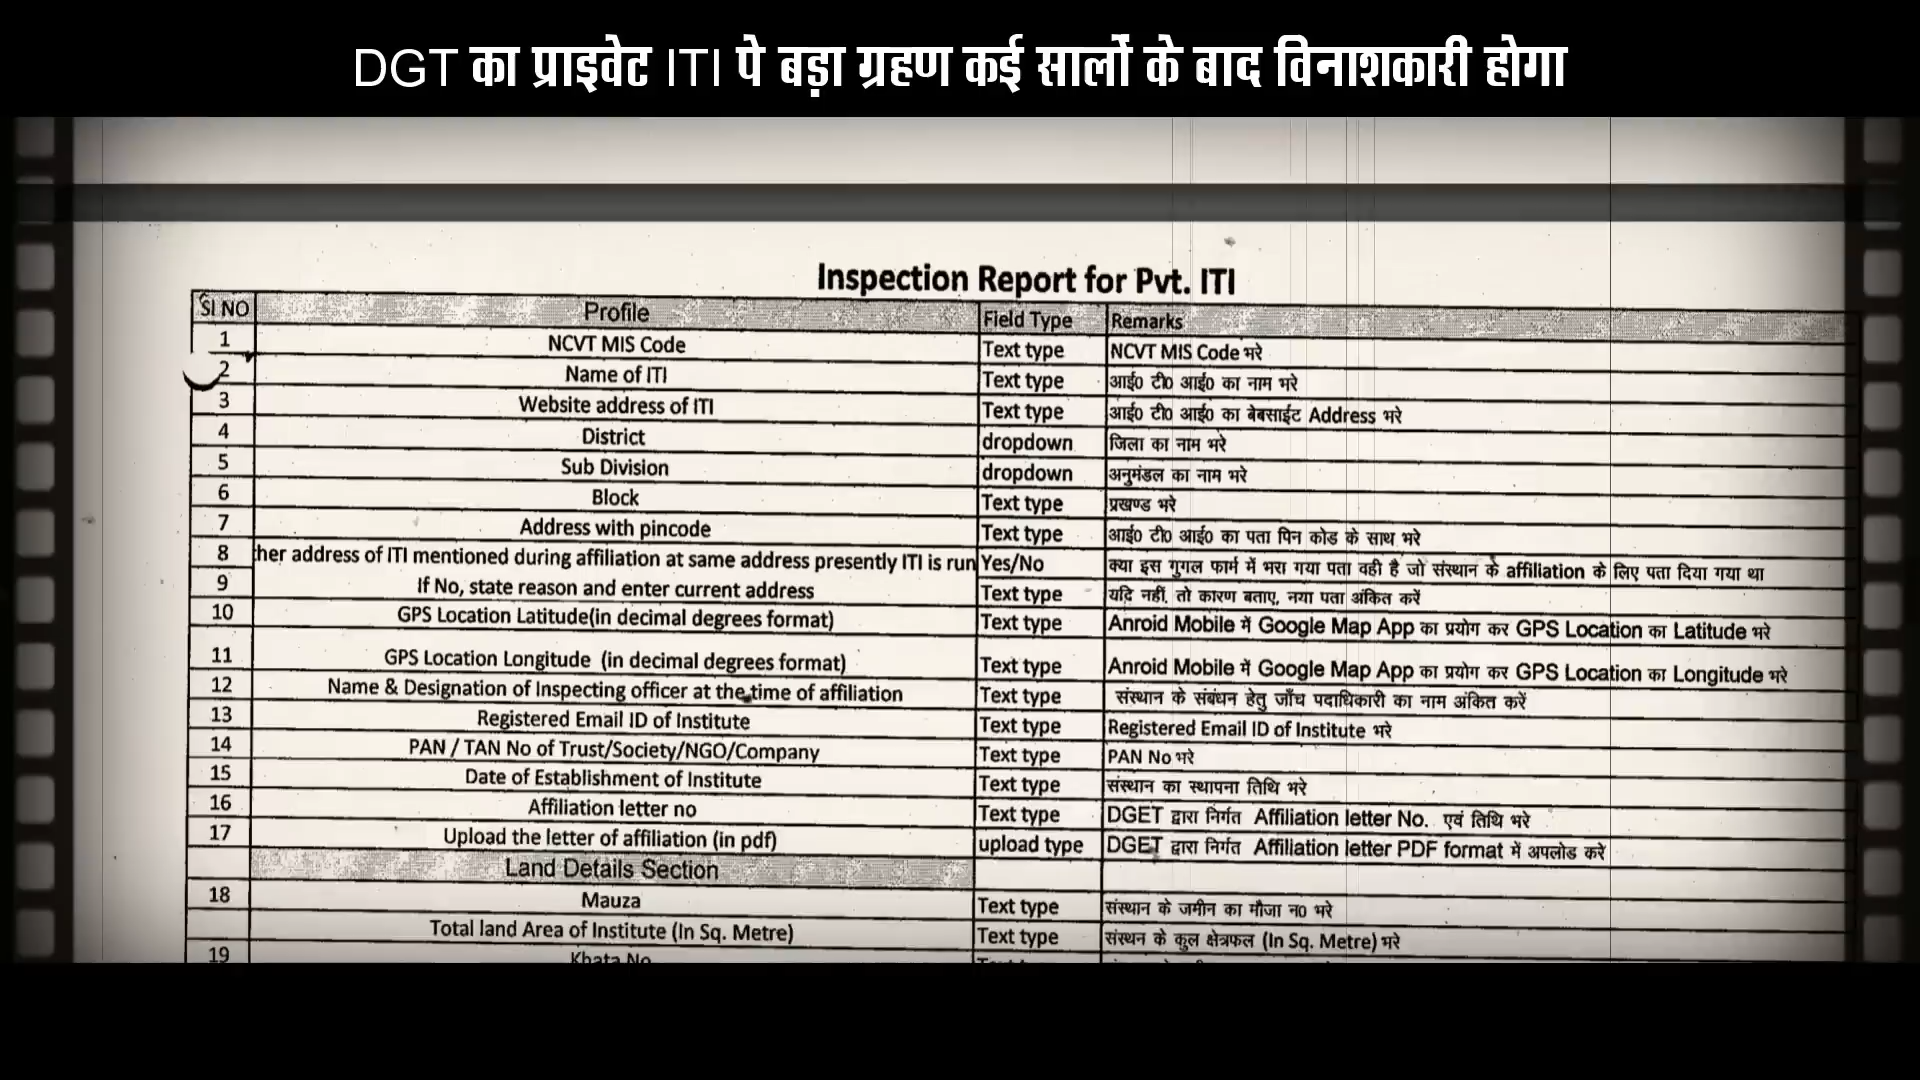 DGT का प्राइवेट ITI पे बड़ा ग्रहण कई सालों के बाद विनाशकारी होगा
Inspection Report for Pvt. ITI
Sl NO Profile Field Type Remarks
1 NCVT MIS Code Text type NCVT MIS Code भरे
2 Name of ITI Text type आई0 टी0 आई0 का नाम भरे
3 Website address of ITI Text type आई0 टी0 आई0 का बेबसाईट Address भरे
4 District dropdown जिला का नाम भरे
5 Sub Division dropdown अनुमंडल का नाम भरे
6 Block Text type प्रखण्ड भरे
7 Address with pincode Text type आई0 टी0 आई0 का पता पिन कोड के साथ भरे
8 ther address of ITI mentioned during affiliation at same address presently ITI is run Yes/No क्या इस गुगल फार्म में भरा गया पता वही है जो संस्थान के affiliation के लिए पता दिया गया था
9 If No, state reason and enter current address Text type यदि नहीं, तो कारण बताए, नया पता अंकित करें
10 GPS Location Latitude(in decimal degrees format) Text type Anroid Mobile में Google Map App का प्रयोग कर GPS Location का Latitude भरे
11 GPS Location Longitude (in decimal degrees format) Text type Anroid Mobile में Google Map App का प्रयोग कर GPS Location का Longitude भरे
12 Name & Designation of Inspecting officer at the time of affiliation Text type संस्थान के संबंधन हेतु जाँच पदाधिकारी का नाम अंकित करें
13 Registered Email ID of Institute Text type Registered Email ID of Institute भरे
14 PAN / TAN No of Trust/Society/NGO/Company Text type PAN No भरे
15 Date of Establishment of Institute Text type संस्थान का स्थापना तिथि भरे
16 Affiliation letter no Text type DGET द्वारा निर्गत Affiliation letter No. एवं तिथि भरे
17 Upload the letter of affiliation (in pdf) upload type DGET द्वारा निर्गत Affiliation letter PDF format में अपलोड करे
Land Details Section
18 Mauza Text type संस्थान के जमीन का मौजा न0 भरे
Total land Area of Institute (In Sq. Metre) Text type संस्थन के कुल क्षेत्रफल (In Sq. Metre) भरे
19 Khata No